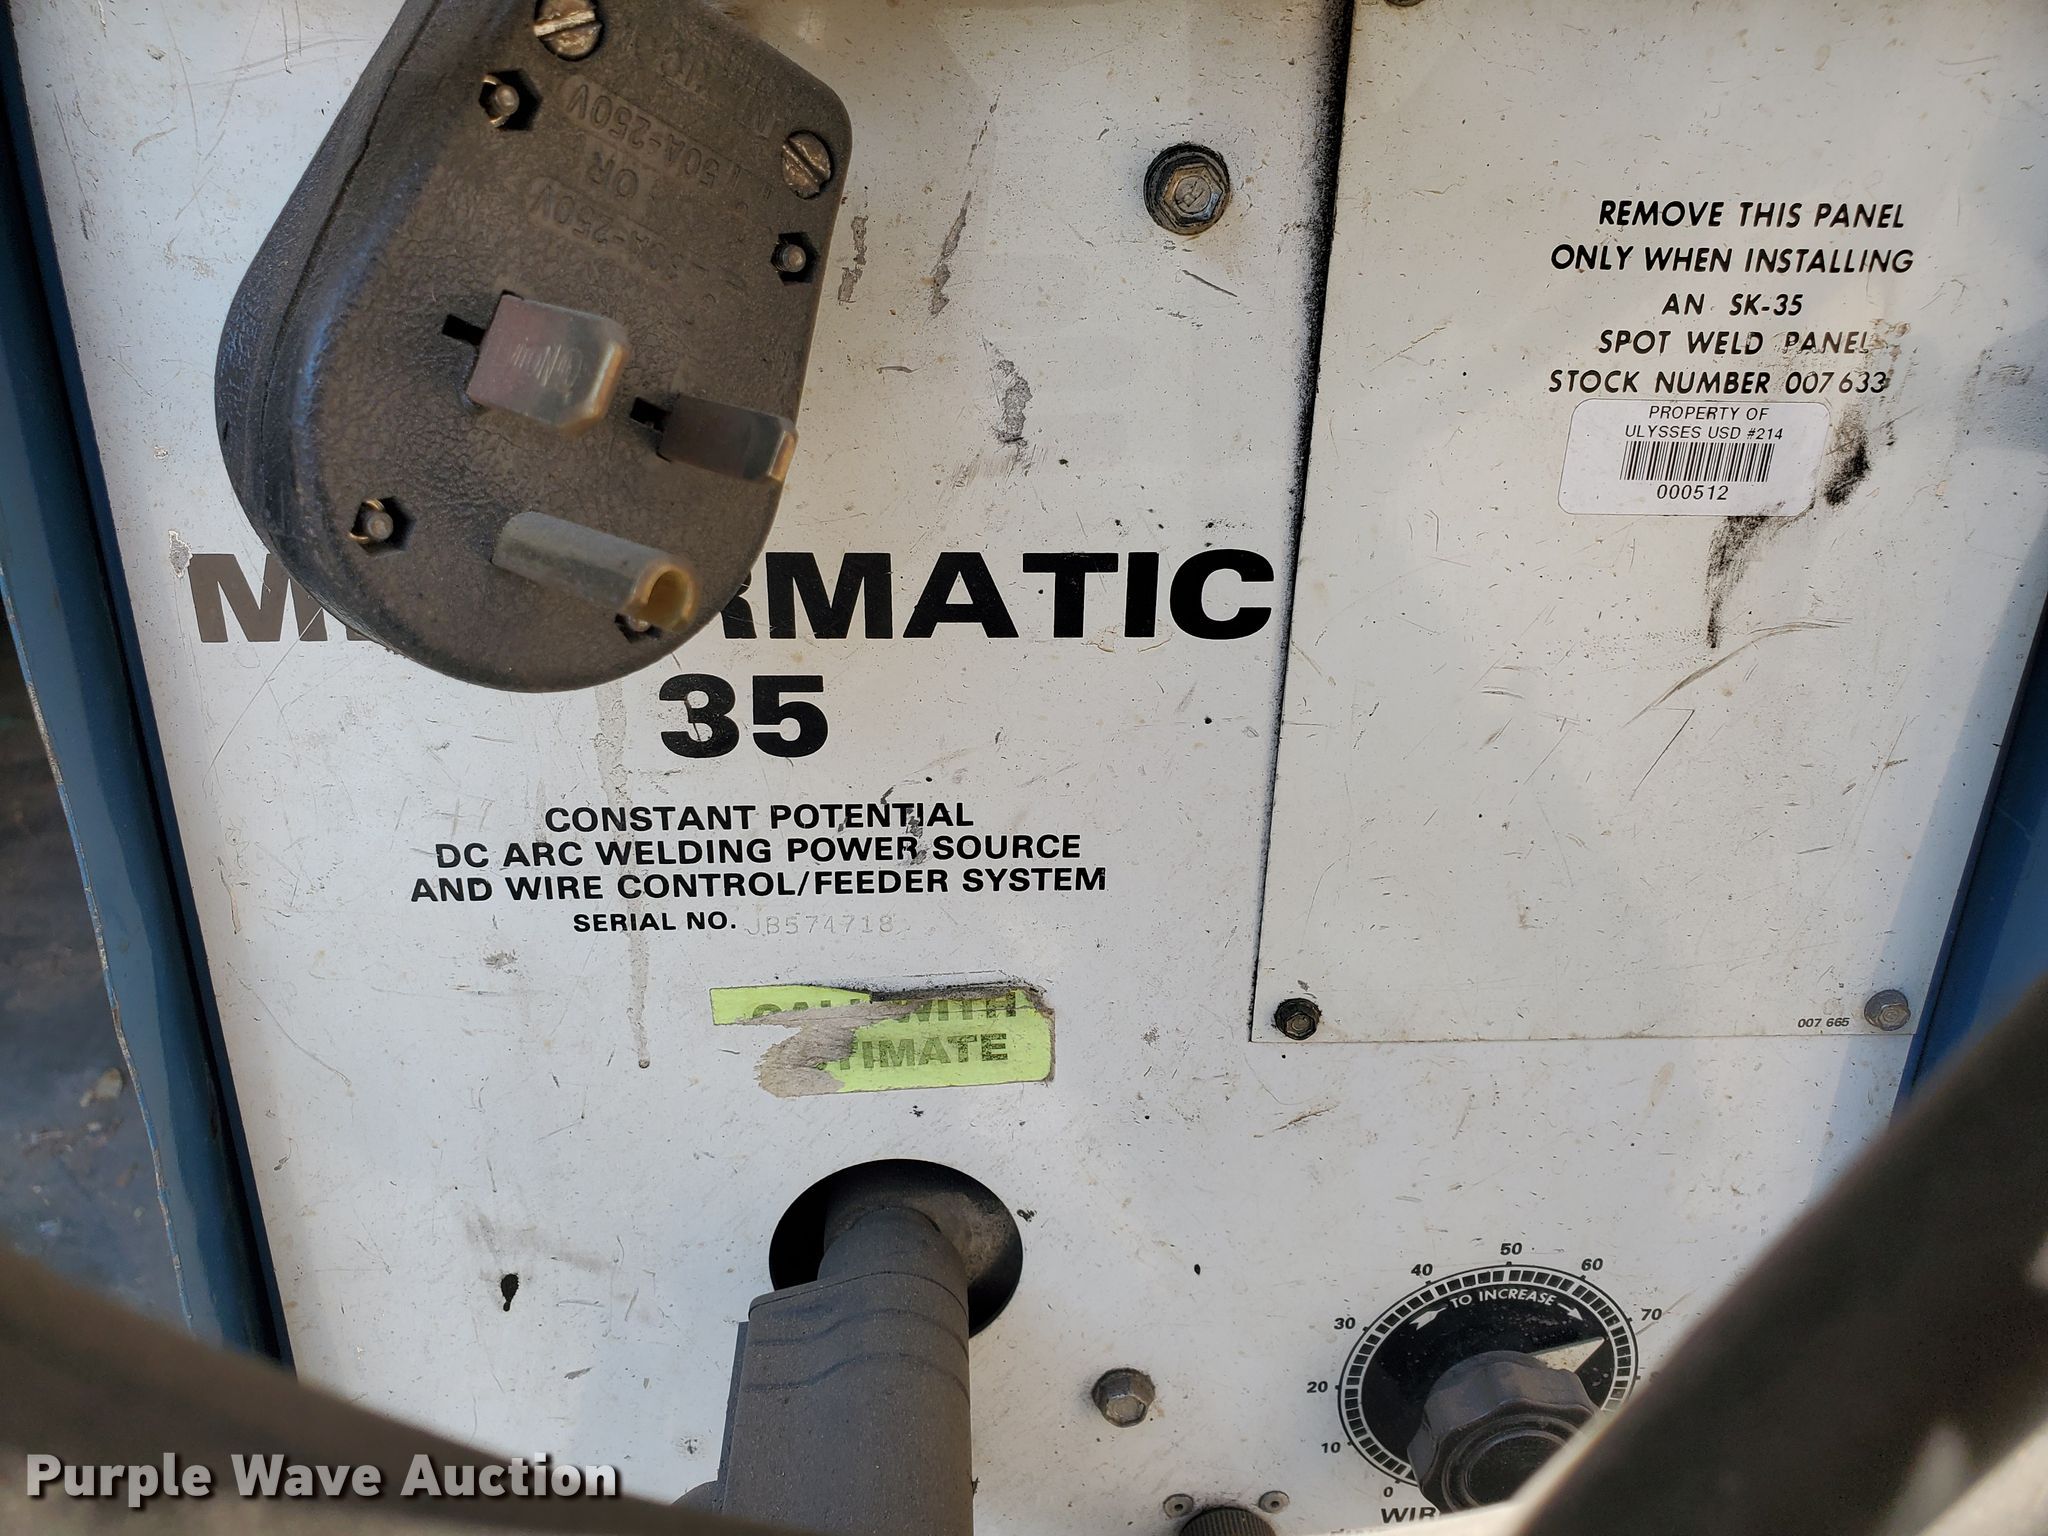 50A-250V
OR
A-250V
REMOVE THIS PANEL
ONLY WHEN INSTALLING
AN SK-35
SPOT WELD PANEL
STOCK NUMBER 007633
PROPERTY OF
ULYSSES USD #214
000512
M RMATIC
35
CONSTANT POTENTIAL
DC ARC WELDING POWER SOURCE
AND WIRE CONTROL/FEEDER SYSTEM
SERIAL NO. JB574718
WITH
TIMATE
007 665
0 10 20 30 40 50 60 70
TO INCREASE
WIR
Purple Wave Auction